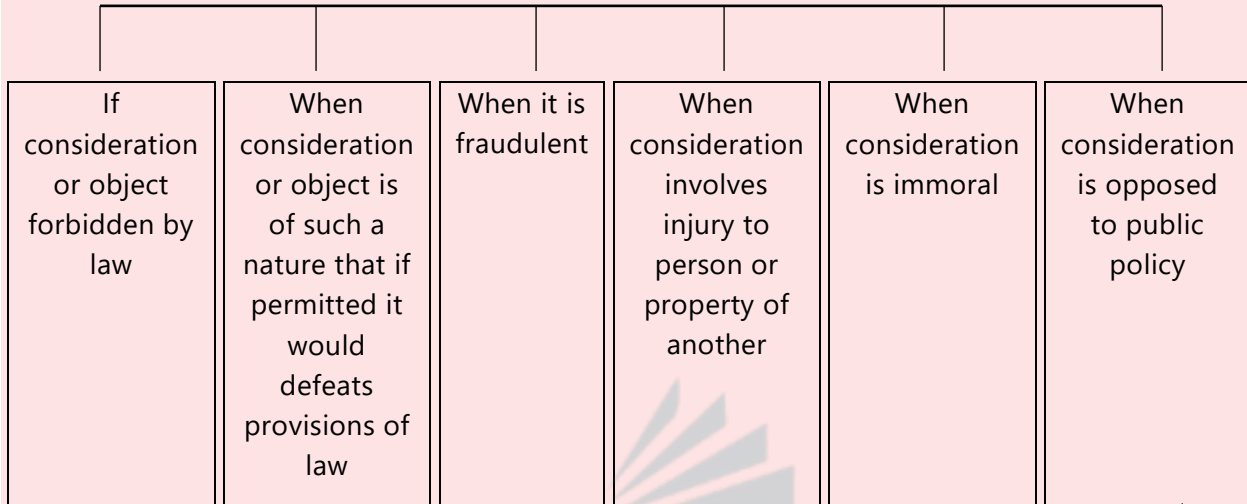 If
consideration
or object
forbidden by
law
When
consideration
or object is
of such a
nature that if
permitted it
would
defeats
provisions of
law
When it is
fraudulent
When
consideration
involves
injury to
person or
property of
another
When
consideration
is immoral
When
consideration
is opposed
to public
policy